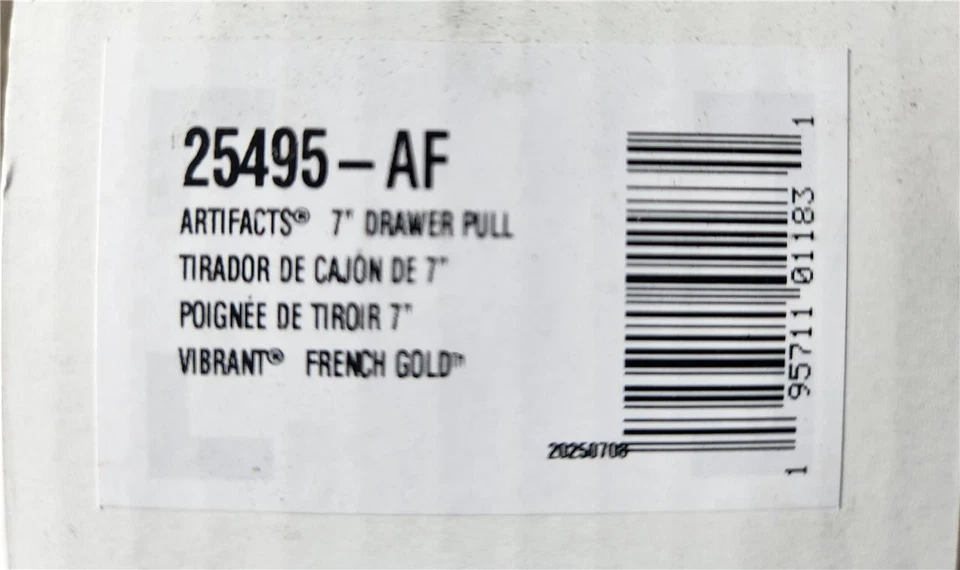 25495-AF
ARTIFACTS® 7" DRAWER PULL
TIRADOR DE CAJÓN DE 7"
POIGNÉE DE TIROIR 7"
VIBRANT® FRENCH GOLD™
20250708
1 95711 01183 1